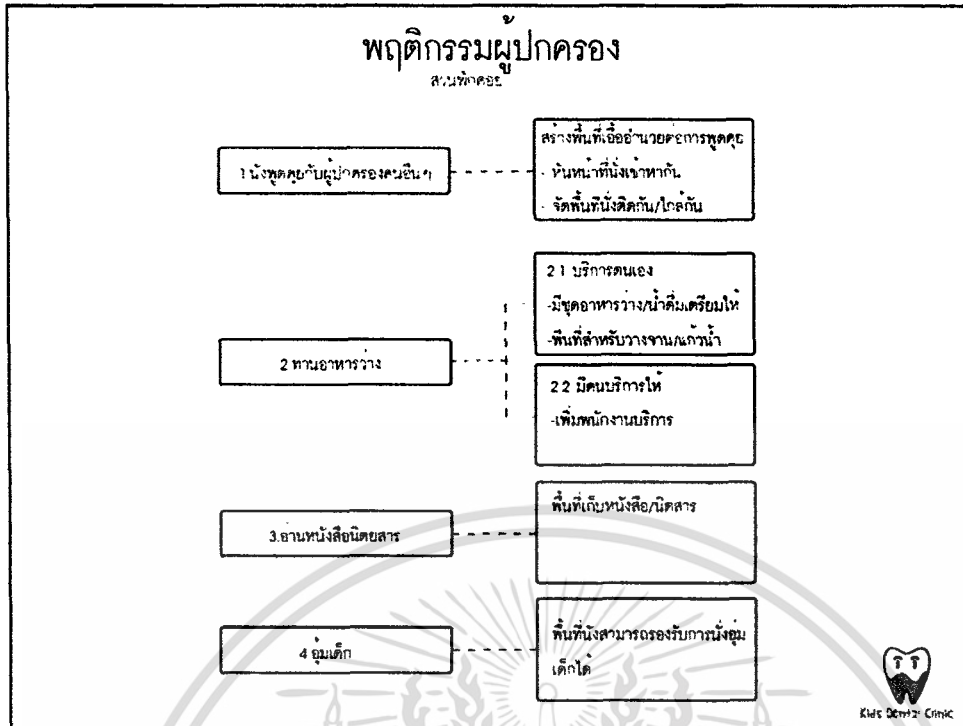 พฤติกรรมผู้ปกครอง
ส่วนพักคอย
1 นั่งพูดคุยกับผู้ปกครองคนอื่นๆ
สร้างพื้นที่เอื้ออำนวยต่อการพูดคุย
- หันหน้าที่นั่งเข้าหากัน
- จัดพื้นที่นั่งติดกัน/ใกล้กัน
2 ทานอาหารว่าง
2 1 บริการตนเอง
-มีชุดอาหารว่าง/น้ำดื่มเตรียมให้
-พื้นที่สำหรับวางจาน/แก้วน้ำ
2 2 มีคนบริการให้
-เพิ่มพนักงานบริการ
3.อ่านหนังสือนิตยสาร
พื้นที่เก็บหนังสือ/นิตสาร
4 อุ้มเด็ก
พื้นที่นั่งสามารถรองรับการนั่งอุ้ม
เด็กได้
Kids Dental Clinic